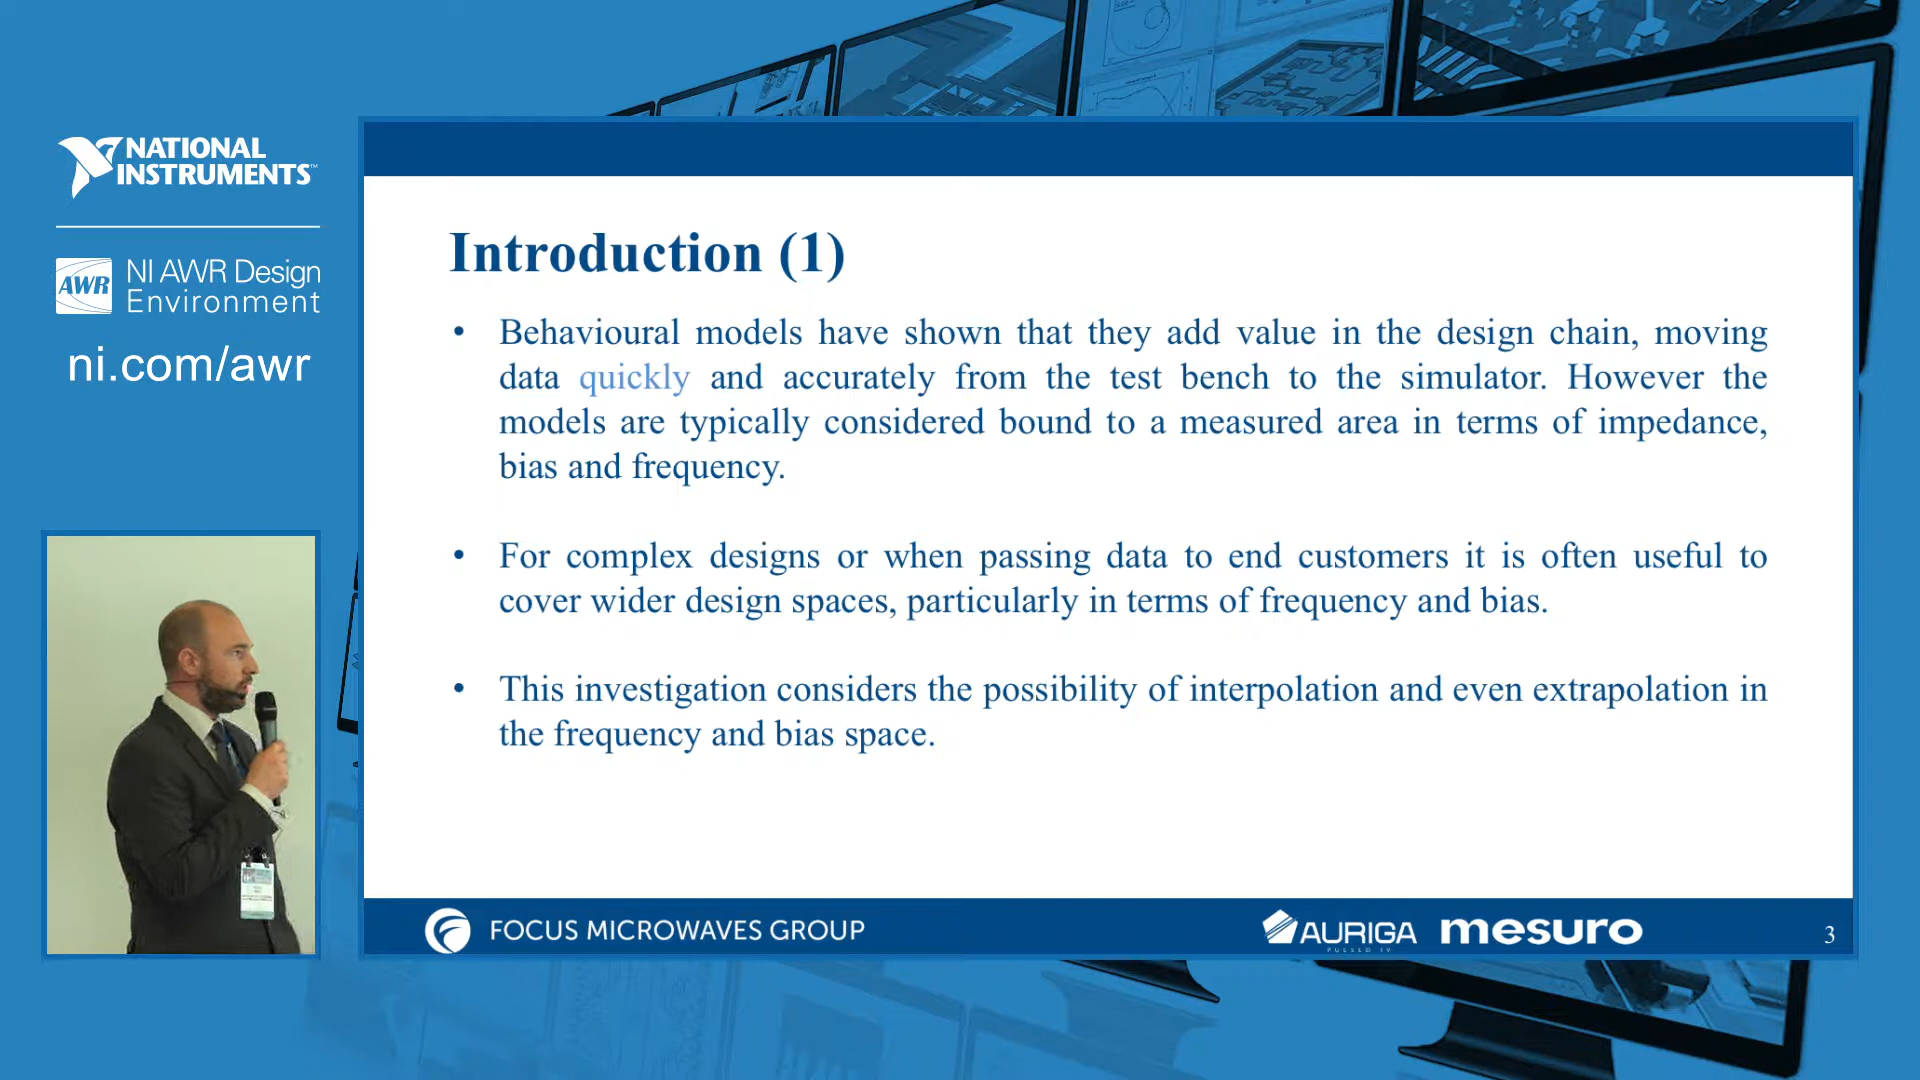 NATIONAL
INSTRUMENTS™
AWR
NI AWR Design
Environment
ni.com/awr
Introduction (1)
• Behavioural models have shown that they add value in the design chain, moving
data quickly and accurately from the test bench to the simulator. However the
models are typically considered bound to a measured area in terms of impedance,
bias and frequency.
• For complex designs or when passing data to end customers it is often useful to
cover wider design spaces, particularly in terms of frequency and bias.
• This investigation considers the possibility of interpolation and even extrapolation in
the frequency and bias space.
FOCUS MICROWAVES GROUP
AURIGA
PULSED IV
mesuro
3